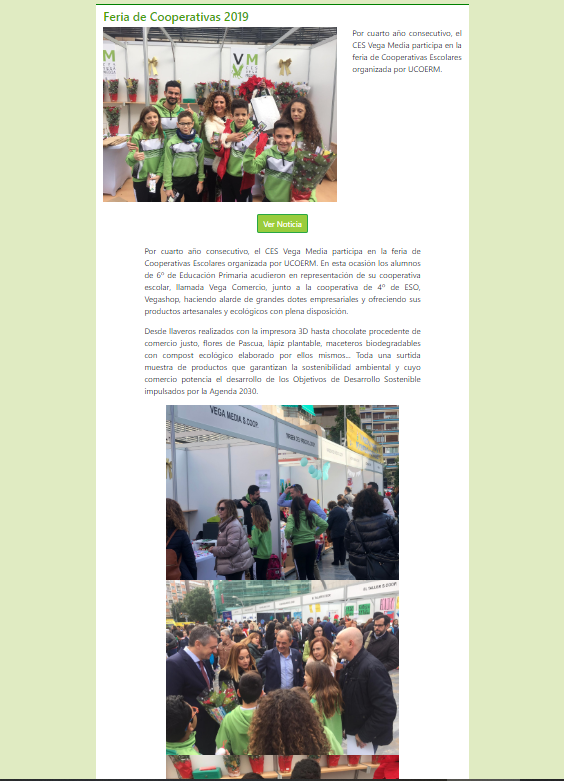 Feria de Cooperativas 2019
Por cuarto año consecutivo, el
CES Vega Media participa en la
feria de Cooperativas Escolares
organizada por UCOERM.
VM
VM
CES
Ver Noticia
Por cuarto año consecutivo, el CES Vega Media participa en la feria de
Cooperativas Escolares organizada por UCOERM. En esta ocasión los alumnos
de 6º de Educación Primaria acudieron en representación de su cooperativa
escolar, llamada Vega Comercio, junto a la cooperativa de 4º de ESO,
Vegashop, haciendo alarde de grandes dotes empresariales y ofreciendo sus
productos artesanales y ecológicos con plena disposición.
Desde llaveros realizados con la impresora 3D hasta chocolate procedente de
comercio justo, flores de Pascua, lápiz plantable, maceteros biodegradables
con compost ecológico elaborado por ellos mismos... Toda una surtida
muestra de productos que garantizan la sostenibilidad ambiental y cuyo
comercio potencia el desarrollo de los Objetivos de Desarrollo Sostenible
impulsados por la Agenda 2030.
VEGA MEDIA S.COOP.
EL TALLER S.COOP.